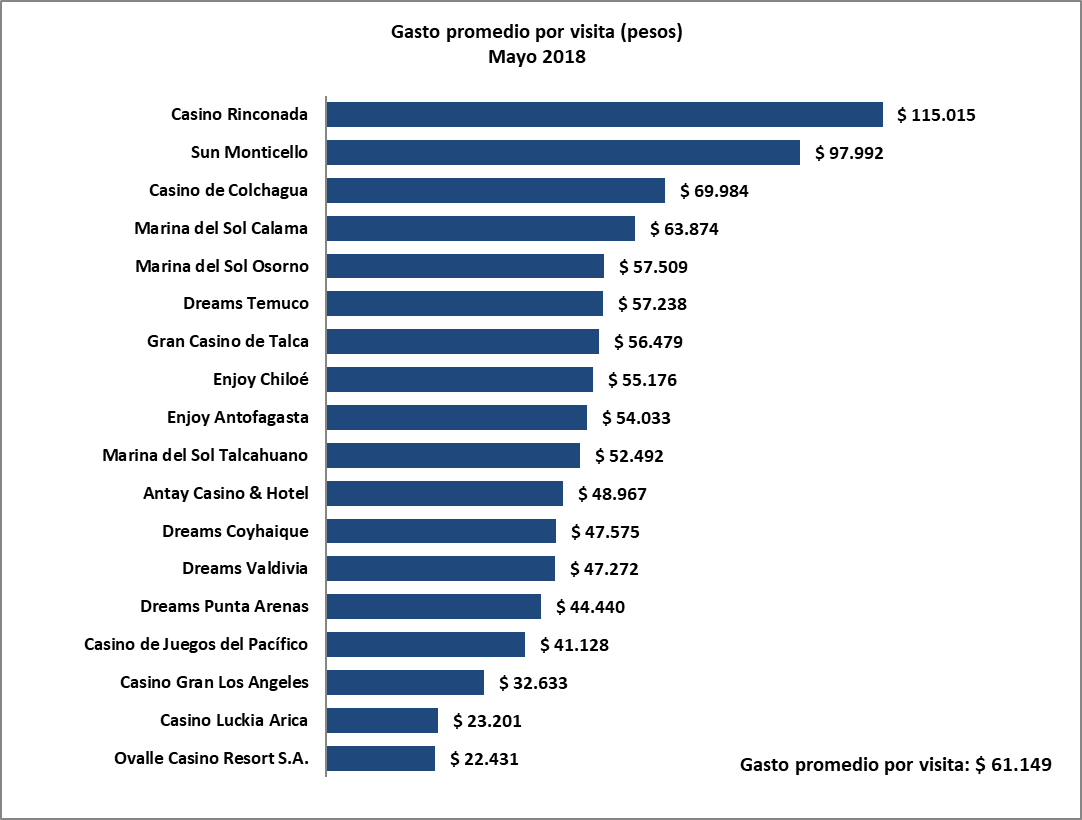 Gasto promedio por visita (pesos)
Mayo 2018
Casino Rinconada $ 115.015
Sun Monticello $ 97.992
Casino de Colchagua $ 69.984
Marina del Sol Calama $ 63.874
Marina del Sol Osorno $ 57.509
Dreams Temuco $ 57.238
Gran Casino de Talca $ 56.479
Enjoy Chiloé $ 55.176
Enjoy Antofagasta $ 54.033
Marina del Sol Talcahuano $ 52.492
Antay Casino & Hotel $ 48.967
Dreams Coyhaique $ 47.575
Dreams Valdivia $ 47.272
Dreams Punta Arenas $ 44.440
Casino de Juegos del Pacífico $ 41.128
Casino Gran Los Angeles $ 32.633
Casino Luckia Arica $ 23.201
Ovalle Casino Resort S.A. $ 22.431
Gasto promedio por visita: $ 61.149